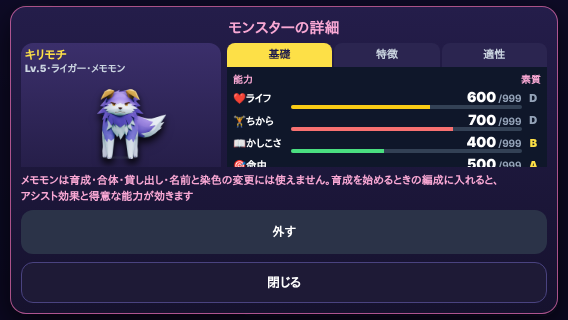 モンスターの詳細
キリモチ
Lv.5・ライガー・メモモン
基礎
特徴
適性
能力
素質
❤️ライフ
600 /999 D
🏋️ちから
700 /999 D
📖かしこさ
400 /999 B
🎯命中
500 /999 A
メモモンは育成・合体・貸し出し・名前と染色の変更には使えません。育成を始めるときの編成に入れると、
アシスト効果と得意な能力が効きます
外す
閉じる